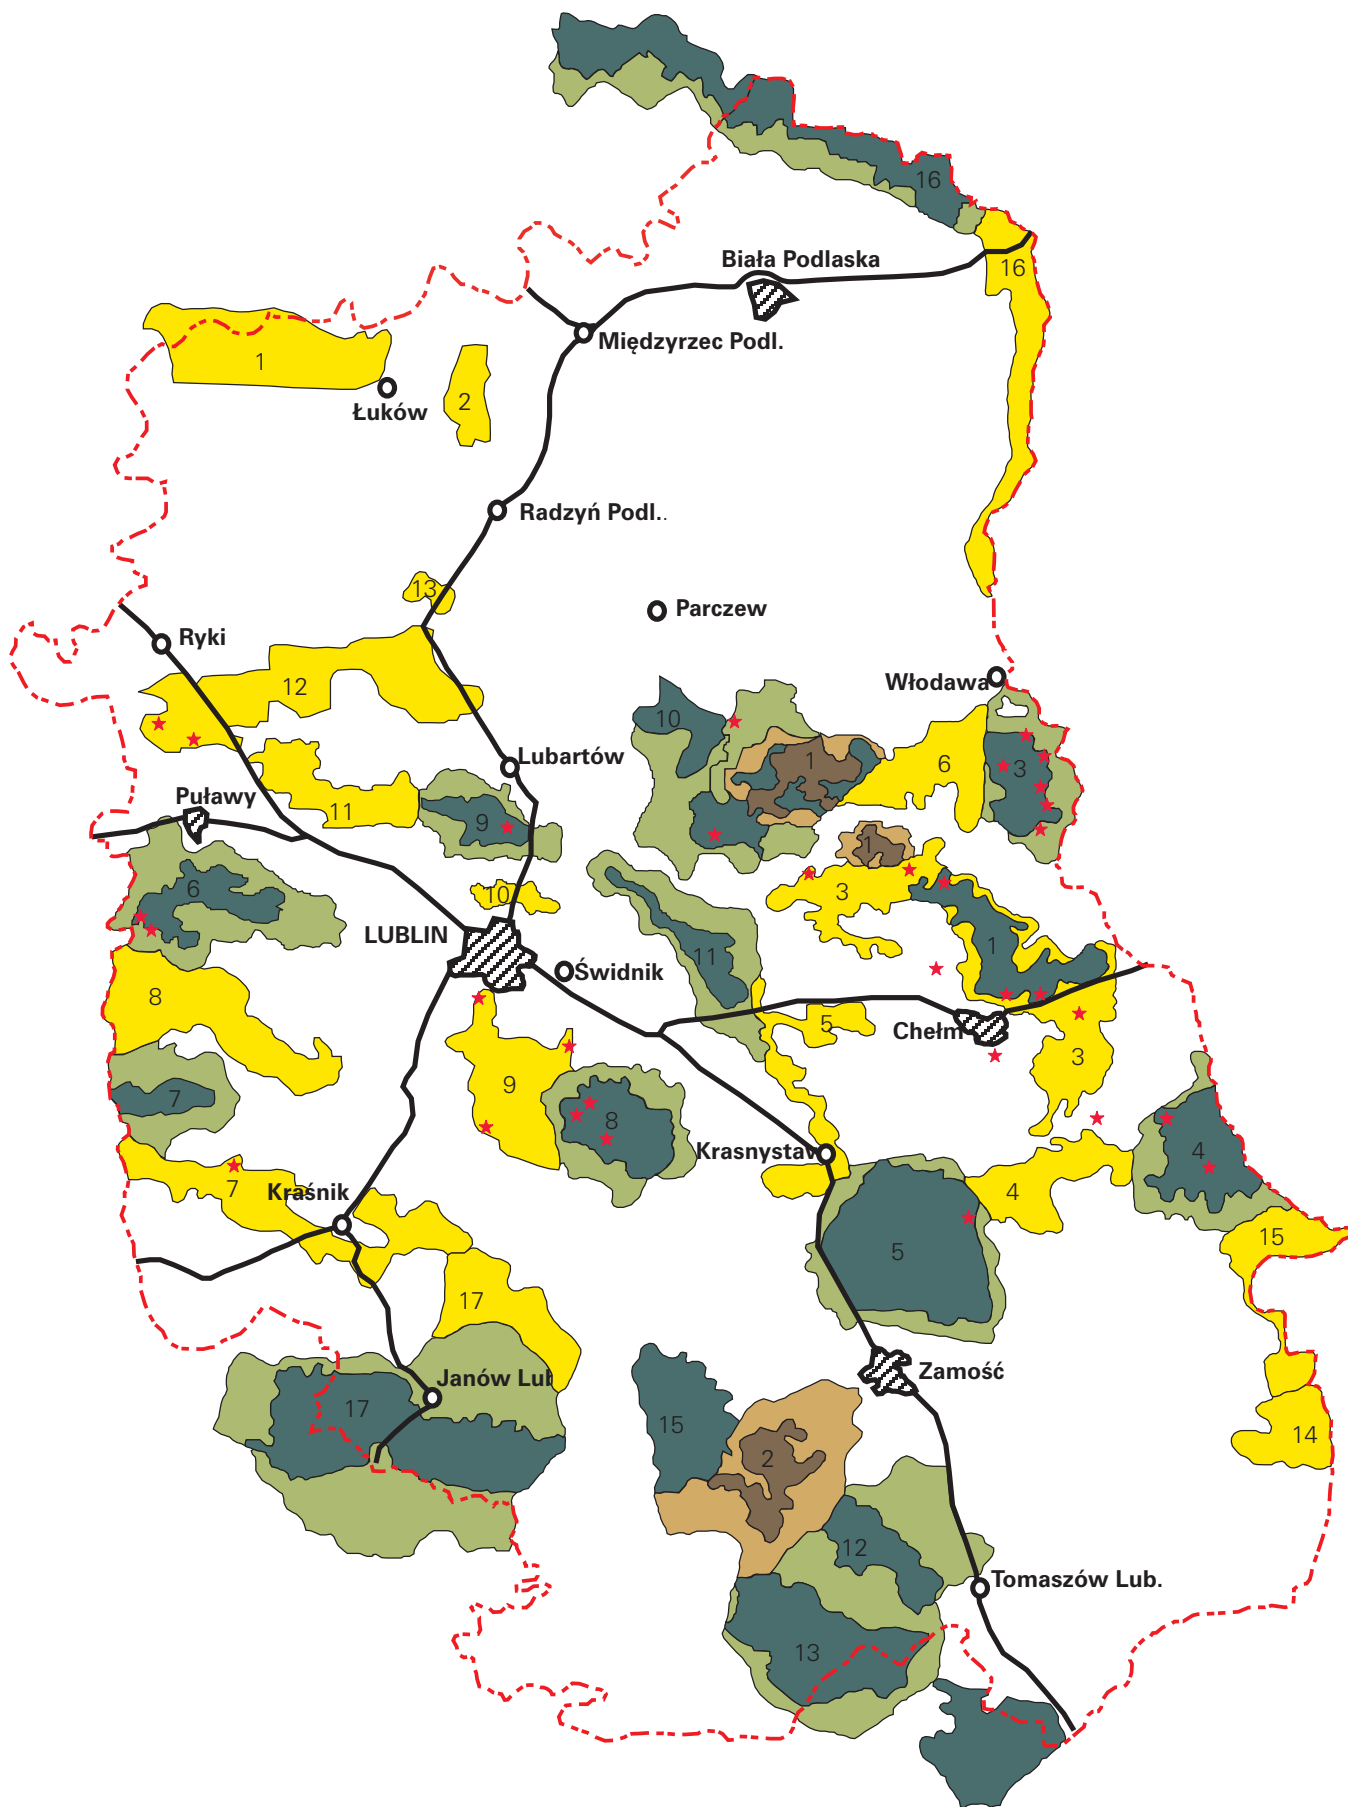 16
Biała Podlaska
16
Międzyrzec Podl.
1
2
Łuków
Radzyń Podl..
13
Parczew
Ryki
Włodawa
12
10
Lubartów
1
6
3
Puławy
11
9
1
6
10
3
LUBLIN
1
11
Świdnik
8
5
Chełm
3
9
7
8
4
Krasnystaw
7
Kraśnik
4
15
5
17
Zamość
Janów Lub
17
15
14
2
12
Tomaszów Lub.
13